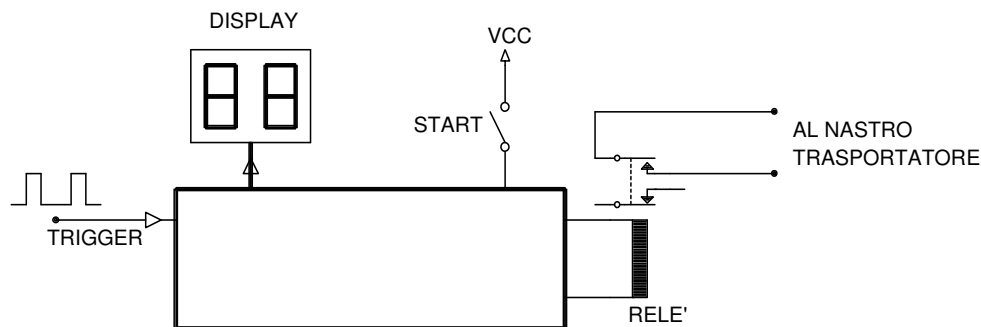 DISPLAY
VCC
START
AL NASTRO
TRASPORTATORE
TRIGGER
RELE'